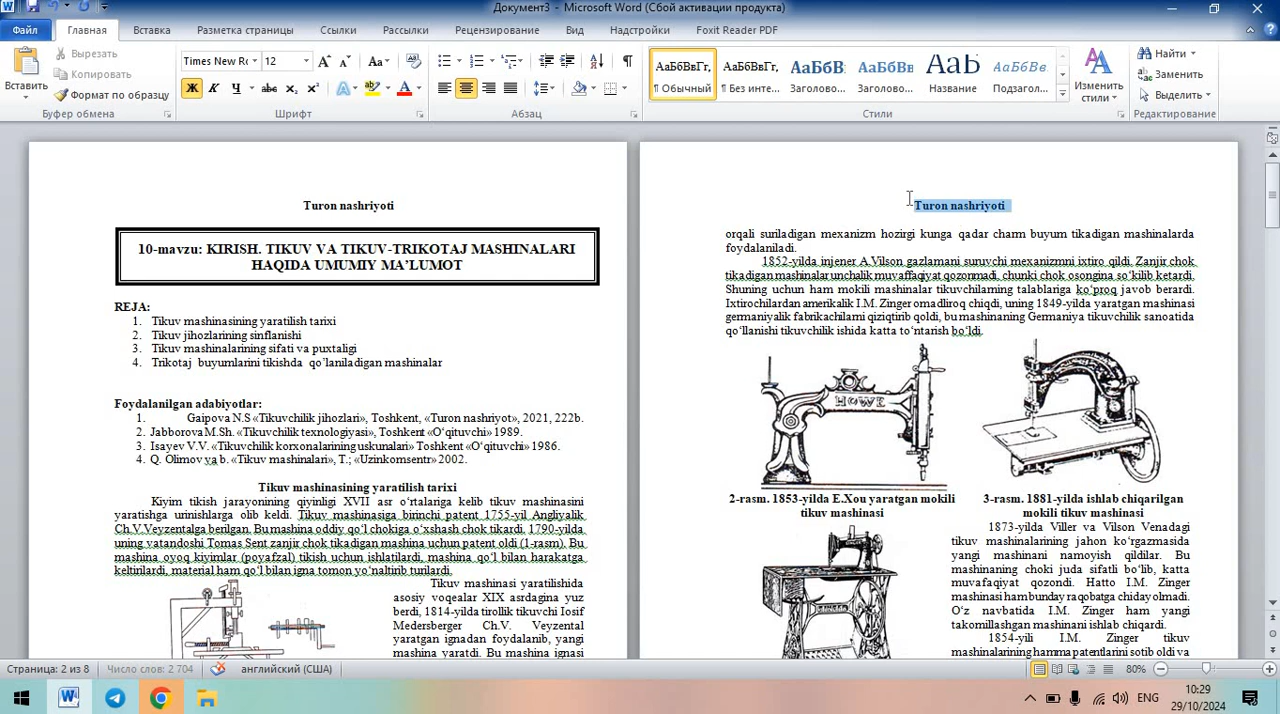 Документ3 - Microsoft Word (Сбой активации продукта)
Файл Главная Вставка Разметка страницы Ссылки Рассылки Рецензирование Вид Надстройки Foxit Reader PDF
Вставить
Вырезать
Копировать
Формат по образцу
Буфер обмена
Times New Ro 12
Шрифт
Абзац
АаБбВвГг, АаБбВвГг, АаБбВ АаБбВв АаБ АаБбВв
¶ Обычный ¶ Без инте... Заголово... Заголово... Название Подзагол...
Изменить стили
Стили
Найти
Заменить
Выделить
Редактирование
Turon nashriyoti
10-mavzu: KIRISH. TIKUV VA TIKUV-TRIKOTAJ MASHINALARI
HAQIDA UMUMIY MA’LUMOT
REJA:
1. Tikuv mashinasining yaratilish tarixi
2. Tikuv jihozlarining sinflanishi
3. Tikuv mashinalarining sifati va puxtaligi
4. Trikotaj buyumlarini tikishda qo’laniladigan mashinalar
Foydalanilgan adabiyotlar:
1. Gaipova N.S «Tikuvchilik jihozlari», Toshkent, «Turon nashriyot», 2021, 222b.
2. Jabborova M.Sh. «Tikuvchilik texnologiyasi», Toshkent «O‘qituvchi» 1989.
3. Isayev V.V. «Tikuvchilik korxonalarining uskunalari» Toshkent «O‘qituvchi» 1986.
4. Q. Olimov va b. «Tikuv mashinalari», T.; «Uzinkomsentr» 2002.
Tikuv mashinasining yaratilish tarixi
Kiyim tikish jarayonining qiyinligi XVII asr o‘rtalariga kelib tikuv mashinasini
yaratishga urinishlarga olib keldi. Tikuv mashinasiga birinchi patent 1755-yil Angliyalik
Ch.V.Veyzentalga berilgan. Bu mashina oddiy qo‘l chokiga o‘xshash chok tikardi. 1790-yilda
uning vatandoshi Tomas Sent zanjir chok tikadigan mashina uchun patent oldi (1-rasm). Bu
mashina oyoq kiyimlar (poyafzal) tikish uchun ishlatilardi, mashina qo‘l bilan harakatga
keltirilardi, material ham qo‘l bilan igna tomon yo‘naltirib turilardi.
Tikuv mashinasi yaratilishida
asosiy voqealar XIX asrdagina yuz
berdi, 1814-yilda tirollik tikuvchi Iosif
Medersberger Ch.V. Veyzental
yaratgan ignadan foydalanib, yangi
mashina yaratdi. Bu mashina ignasi
Turon nashriyoti
orqali suriladigan mexanizm hozirgi kunga qadar charm buyum tikadigan mashinalarda
foydalaniladi.
1852-yilda injener A.Vilson gazlamani suruvchi mexanizmni ixtiro qildi. Zanjir chok
tikadigan mashinalar unchalik muvaffaqiyat qozonmadi, chunki chok osongina so‘kilib ketardi.
Shuning uchun ham mokili mashinalar tikuvchilarning talablariga ko‘proq javob berardi.
Ixtirochilardan amerikalik I.M. Zinger omadliroq chiqdi, uning 1849-yilda yaratgan mashinasi
germaniyalik fabrikachilarni qiziqtirib qoldi, bu mashinaning Germaniya tikuvchilik sanoatida
qo‘llanishi tikuvchilik ishida katta to‘ntarish bo‘ldi.
HOWE
2-rasm. 1853-yilda E.Xou yaratgan mokili
tikuv mashinasi
3-rasm. 1881-yilda ishlab chiqarilgan
mokili tikuv mashinasi
SINGER
1873-yilda Viller va Vilson Venadagi
tikuv mashinalarining jahon ko‘rgazmasida
yangi mashinani namoyish qildilar. Bu
mashinaning choki juda sifatli bo‘lib, katta
muvafaqiyat qozondi. Hatto I.M. Zinger
mashinasi ham bunday raqobatga chiday olmadi.
O‘z navbatida I.M. Zinger ham yangi
takomillashgan mashinani ishlab chiqardi.
1854-yili I.M. Zinger tikuv
mashinalarining hamma patentlarini sotib oldi va
Страница: 2 из 8 Число слов: 2 704 английский (США) 80%
ENG 10:29
29/10/2024